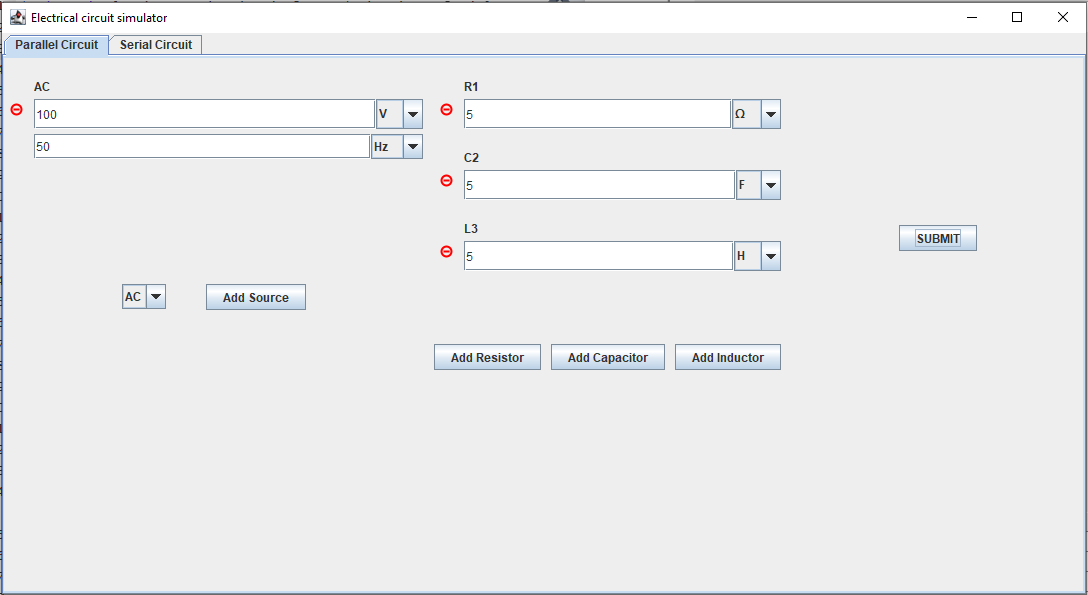 Electrical circuit simulator
Parallel Circuit Serial Circuit
AC
100 V
50 Hz
R1
5 Ω
C2
5 F
L3
5 H
SUBMIT
AC Add Source
Add Resistor Add Capacitor Add Inductor